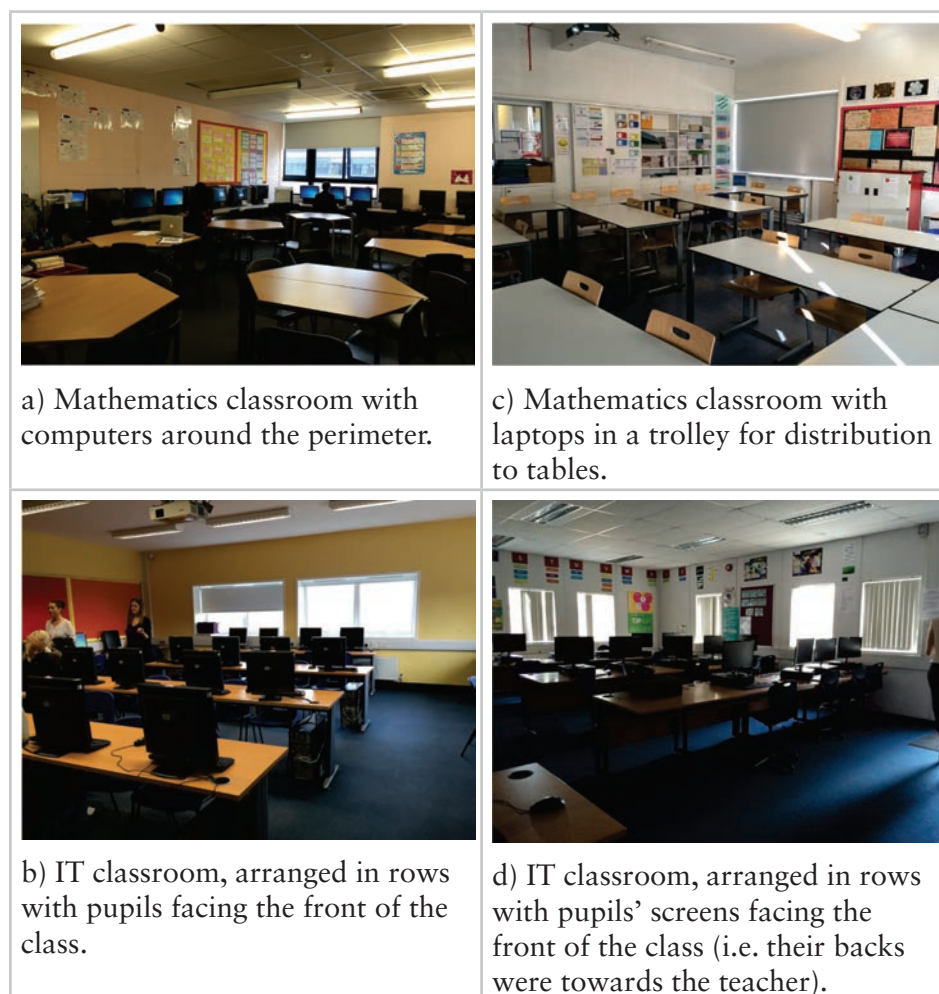 a) Mathematics classroom with
computers around the perimeter.
c) Mathematics classroom with
laptops in a trolley for distribution
to tables.
b) IT classroom, arranged in rows
with pupils facing the front of the
class.
d) IT classroom, arranged in rows
with pupils’ screens facing the
front of the class (i.e. their backs
were towards the teacher).